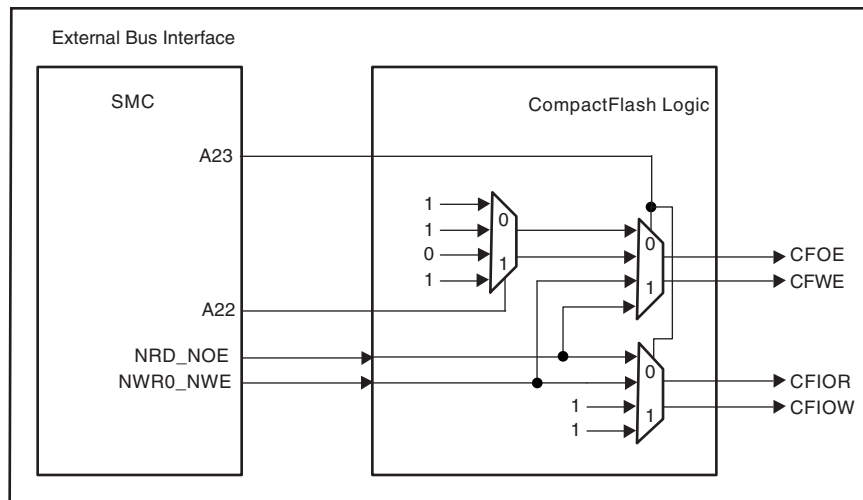 External Bus Interface
SMC
CompactFlash Logic
A23
1
1
0
1
0
1
A22
0
1
CFOE
CFWE
NRD_NOE
NWR0_NWE
0
1
1
1
CFIOR
CFIOW